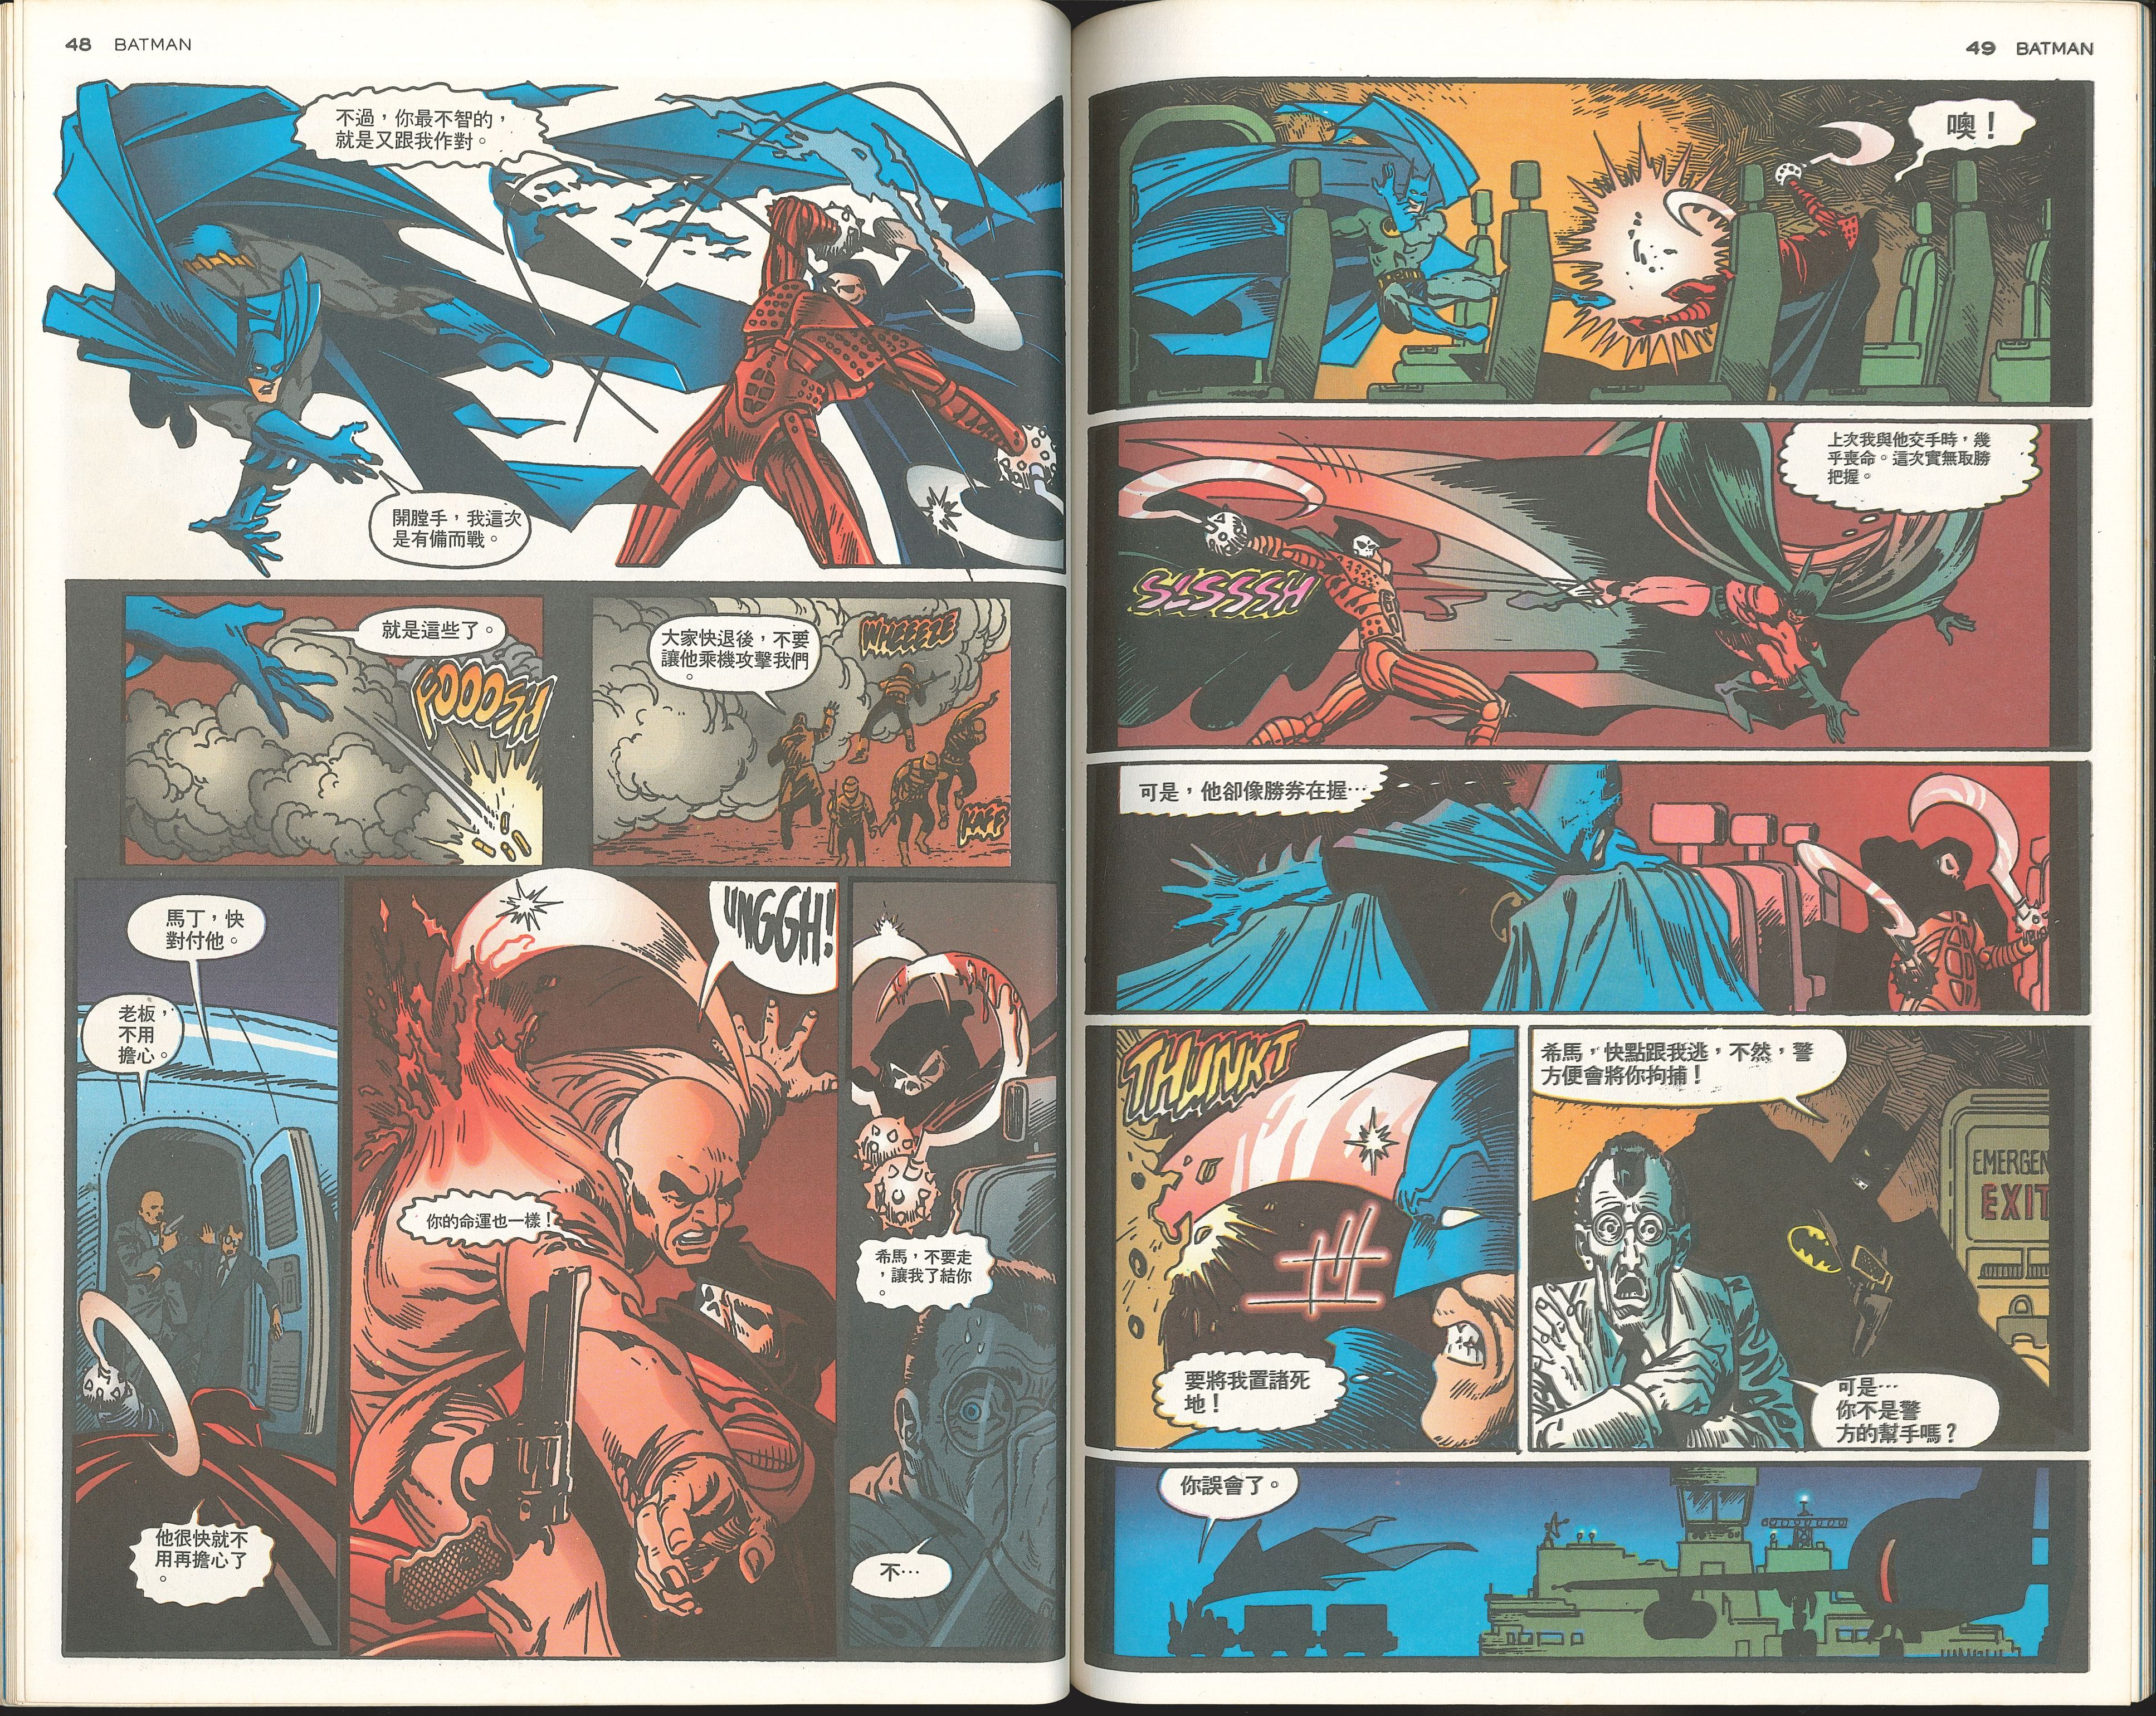 48 BATMAN
不過，你最不智的，
就是又跟我作對。
開膛手，我這次
是有備而戰。
就是這些了。
FOOOSH
大家快退後，不要
讓他乘機攻擊我們
。
WHEEEZE
KAFF
馬丁，快
對付他。
老板，
不用
擔心。
他很快就不
用再擔心了
。
UNGGH!
你的命運也一樣！
希馬，不要走
，讓我了結你
。
不…
49 BATMAN
噢！
上次我與他交手時，幾
乎喪命。這次實無取勝
把握。
SLSSSSH
可是，他卻像勝券在握…
THUNKT
要將我置諸死
地！
希馬，快點跟我逃，不然，警
方便會將你拘捕！
EMERGEN
EXIT
可是…
你不是警
方的幫手嗎？
你誤會了。